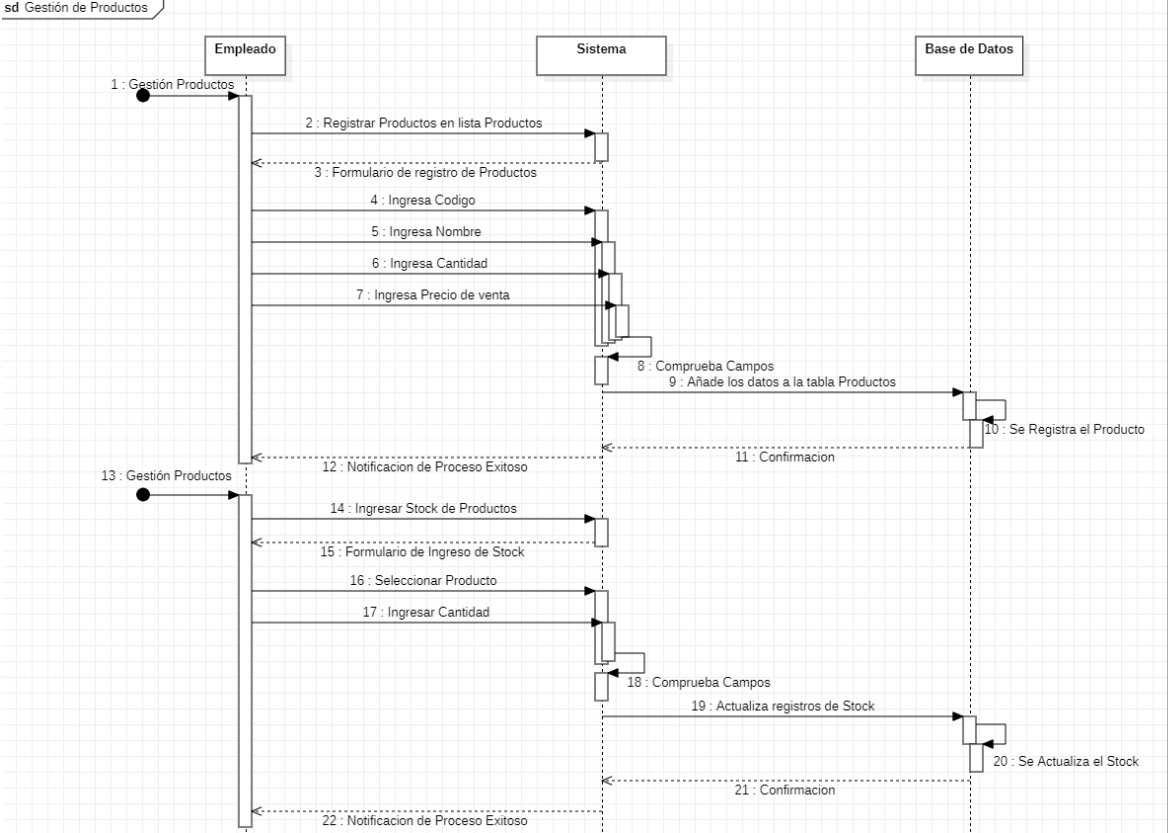 sd Gestión de Productos
Empleado
Sistema
Base de Datos
1 : Gestión Productos
2 : Registrar Productos en lista Productos
3 : Formulario de registro de Productos
4 : Ingresa Codigo
5 : Ingresa Nombre
6 : Ingresa Cantidad
7 : Ingresa Precio de venta
8 : Comprueba Campos
9 : Añade los datos a la tabla Productos
10 : Se Registra el Producto
11 : Confirmacion
12 : Notificacion de Proceso Exitoso
13 : Gestión Productos
14 : Ingresar Stock de Productos
15 : Formulario de Ingreso de Stock
16 : Seleccionar Producto
17 : Ingresar Cantidad
18 : Comprueba Campos
19 : Actualiza registros de Stock
20 : Se Actualiza el Stock
21 : Confirmacion
22 : Notificacion de Proceso Exitoso